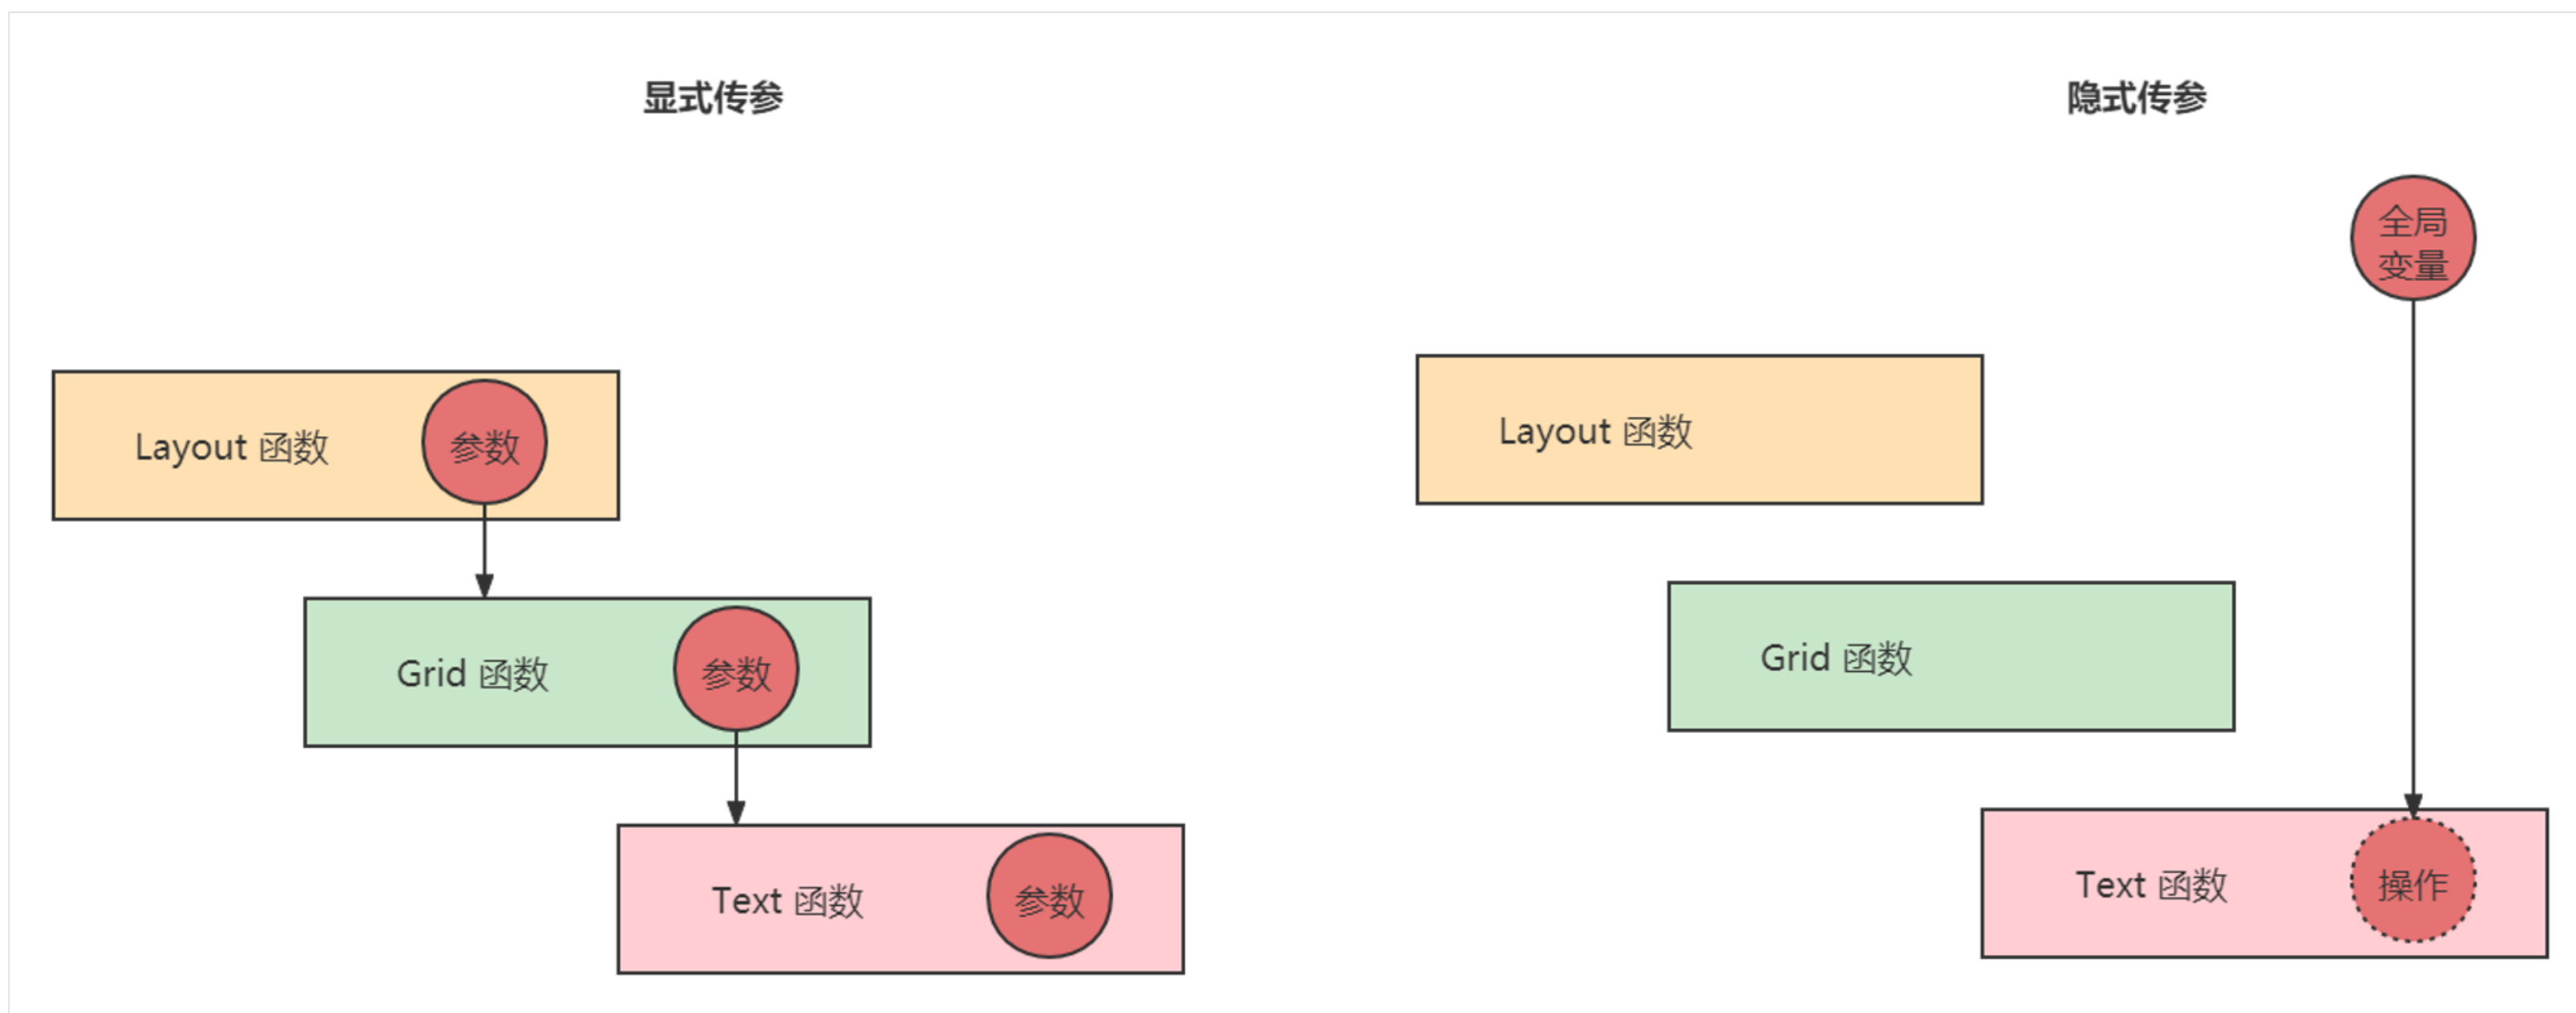 显式传参
Layout 函数
参数
Grid 函数
参数
Text 函数
参数
隐式传参
全局
变量
Layout 函数
Grid 函数
Text 函数
操作